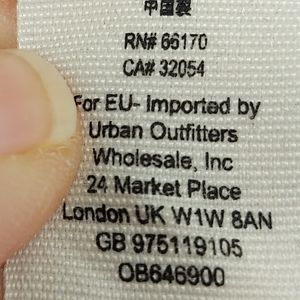 中国製
RN# 66170
CA# 32054
For EU- Imported by
Urban Outfitters
Wholesale, Inc
24 Market Place
London UK W1W 8AN
GB 975119105
OB646900